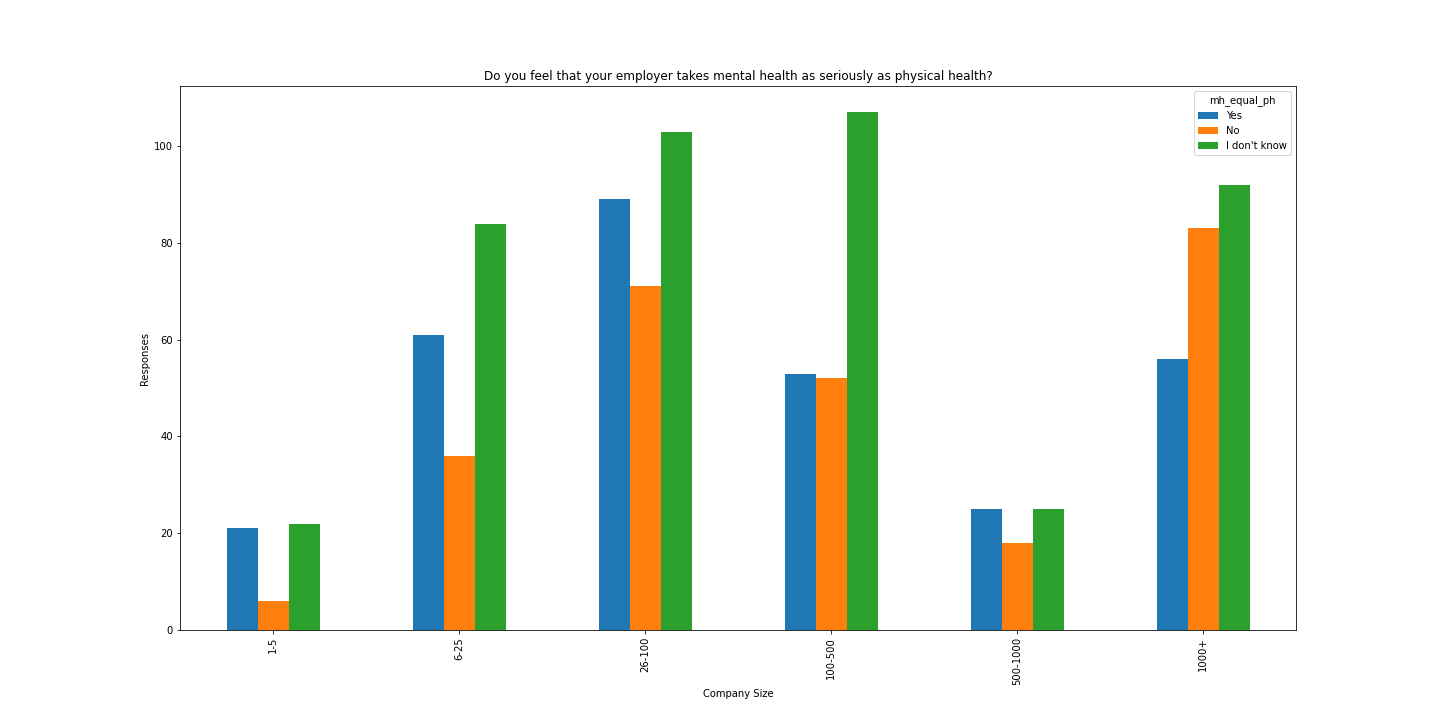 Do you feel that your employer takes mental health as seriously as physical health?
mh_equal_ph
Yes
No
I don't know
Responses
100
80
60
40
20
0
1-5
6-25
26-100
100-500
500-1000
1000+
Company Size